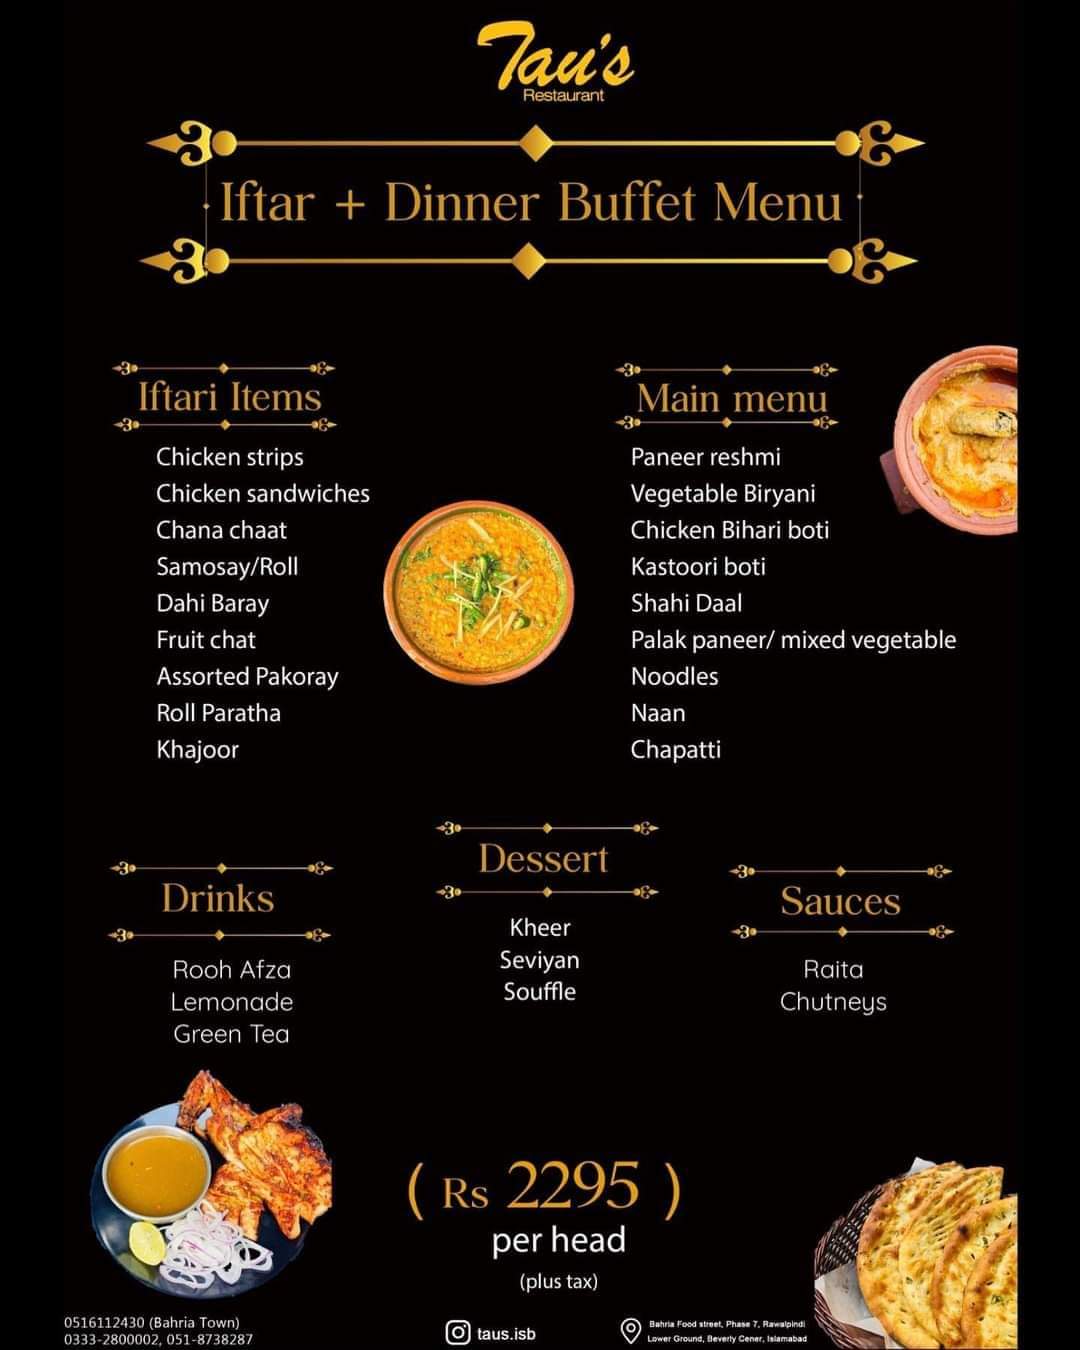 Tau's
Restaurant
Iftar + Dinner Buffet Menu
Iftari Items
Chicken strips
Chicken sandwiches
Chana chaat
Samosay/Roll
Dahi Baray
Fruit chat
Assorted Pakoray
Roll Paratha
Khajoor
Main menu
Paneer reshmi
Vegetable Biryani
Chicken Bihari boti
Kastoori boti
Shahi Daal
Palak paneer/ mixed vegetable
Noodles
Naan
Chapatti
Drinks
Rooh Afza
Lemonade
Green Tea
Dessert
Kheer
Seviyan
Souffle
Sauces
Raita
Chutneys
( Rs 2295 )
per head
(plus tax)
0516112430 (Bahria Town)
0333-2800002, 051-8738287
taus.isb
Bahria Food street, Phase 7, Rawalpindi
Lower Ground, Beverly Cener, Islamabad